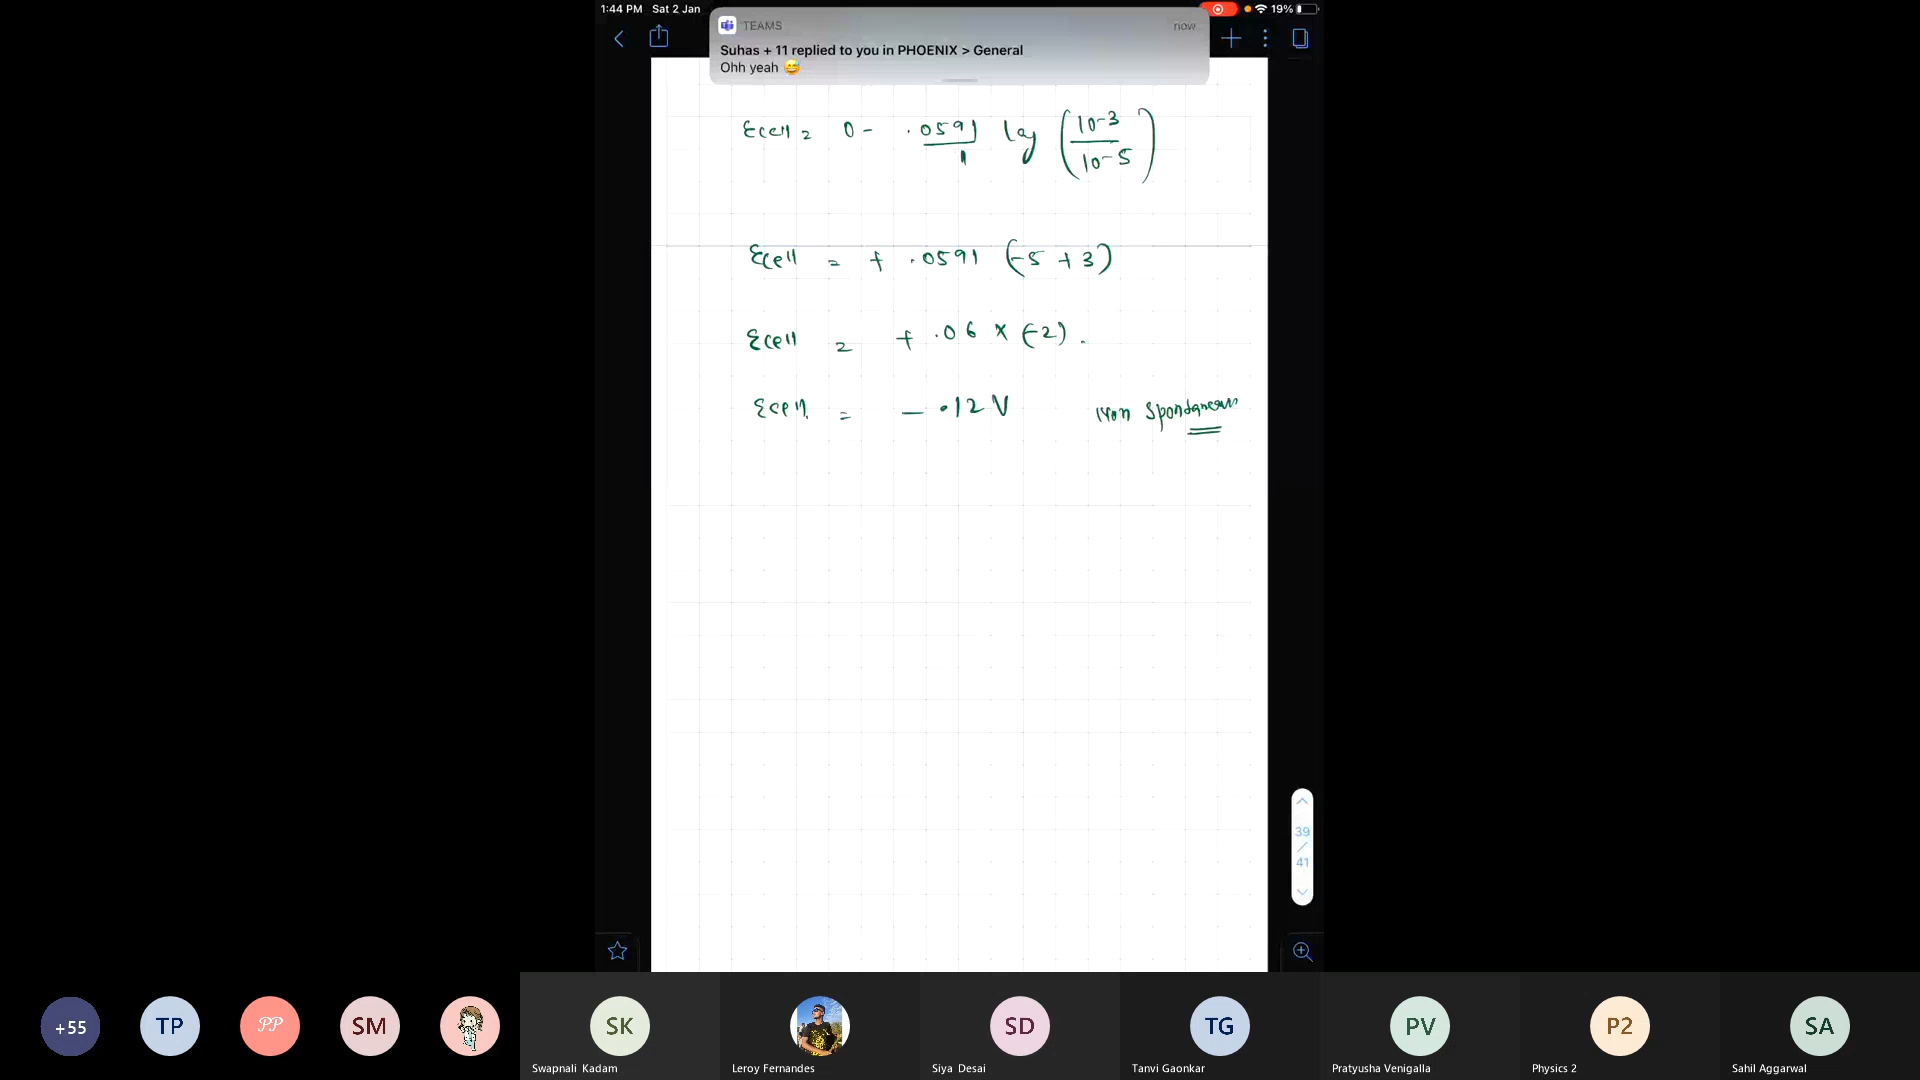 1:44 PM Sat 2 Jan
19%
TEAMS
now
Suhas + 11 replied to you in PHOENIX > General
Ohh yeah 😅
Ecell = 0 - .0591/1 log (10-3/10-5)
Ecell = + .0591 (-5 + 3)
Ecell = + .06 x (-2).
Ecell = - .12 V Non Spontaneous
39
/
41
+55
TP
PP
SM
SK
SD
TG
PV
P2
SA
Swapnali Kadam
Leroy Fernandes
Siya Desai
Tanvi Gaonkar
Pratyusha Venigalla
Physics 2
Sahil Aggarwal